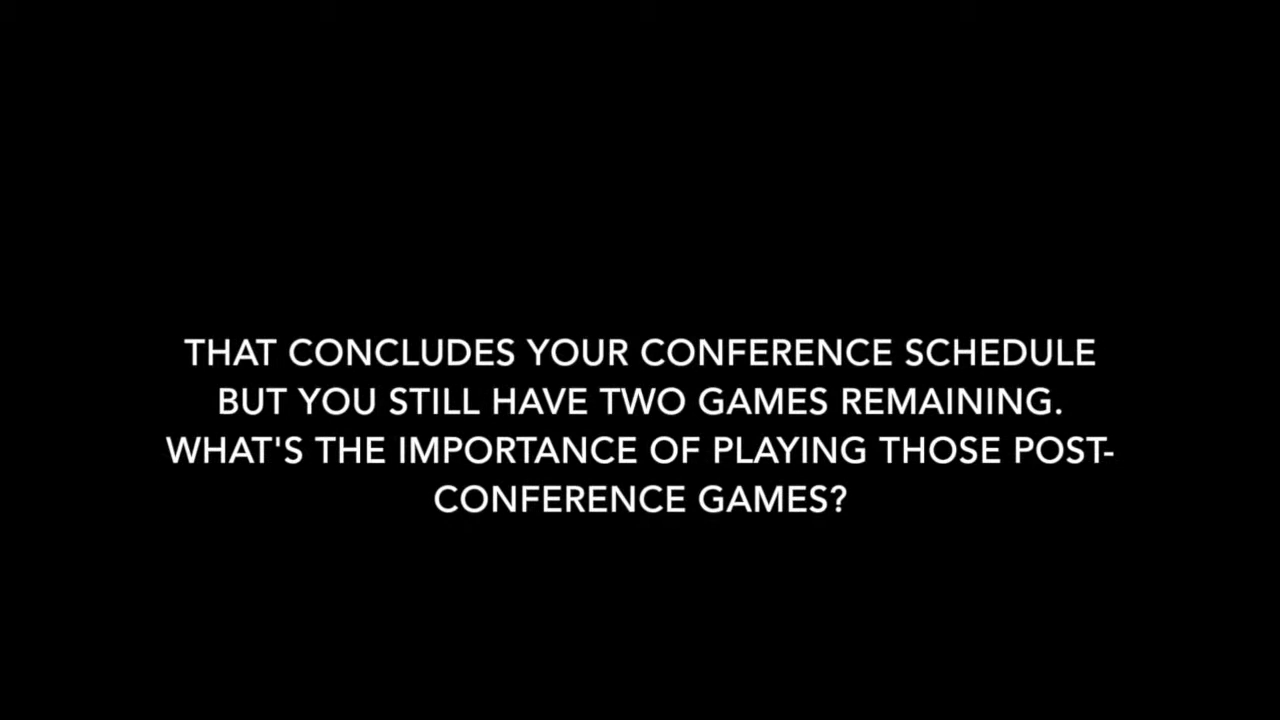 THAT CONCLUDES YOUR CONFERENCE SCHEDULE
BUT YOU STILL HAVE TWO GAMES REMAINING.
WHAT'S THE IMPORTANCE OF PLAYING THOSE POST-
CONFERENCE GAMES?